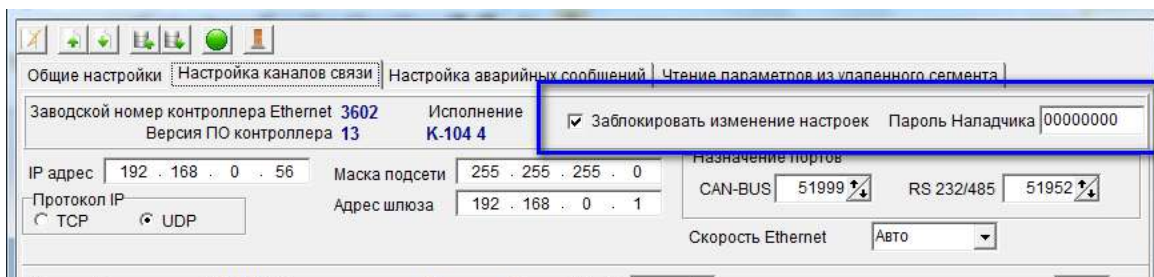 Общие настройки Настройка каналов связи Настройка аварийных сообщений Чтение параметров из удаленного сегмента
Заводской номер контроллера Ethernet 3602 Исполнение
Версия ПО контроллера 13 K-104 4
Заблокировать изменение настроек Пароль Наладчика 00000000
IP адрес 192 . 168 . 0 . 56 Маска подсети 255 . 255 . 255 . 0
Назначение портов
CAN-BUS 51999 RS 232/485 51952
Протокол IP
TCP UDP
Адрес шлюза 192 . 168 . 0 . 1
Скорость Ethernet Авто